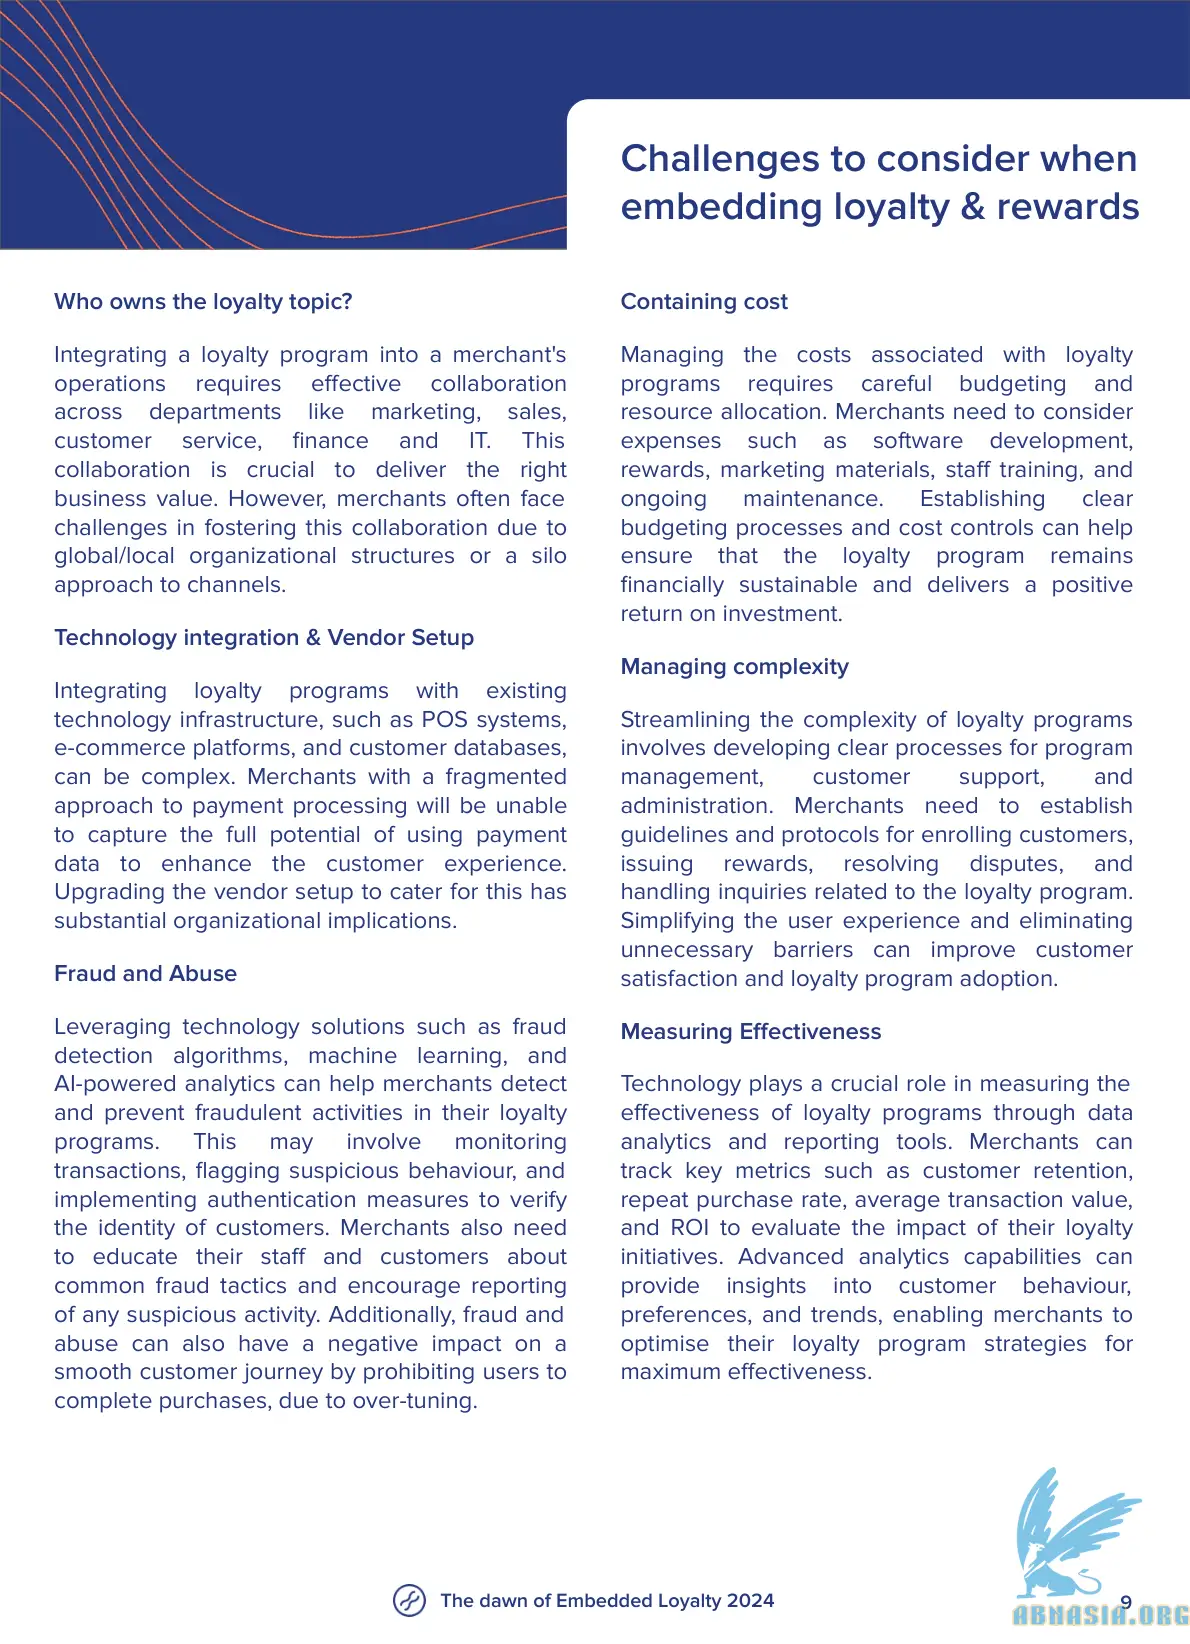 Challenges to consider when
embedding loyalty & rewards
Who owns the loyalty topic?
Integrating a loyalty program into a merchant's
operations requires effective collaboration
across departments like marketing, sales,
customer service, finance and IT. This
collaboration is crucial to deliver the right
business value. However, merchants often face
challenges in fostering this collaboration due to
global/local organizational structures or a silo
approach to channels.
Technology integration & Vendor Setup
Integrating loyalty programs with existing
technology infrastructure, such as POS systems,
e-commerce platforms, and customer databases,
can be complex. Merchants with a fragmented
approach to payment processing will be unable
to capture the full potential of using payment
data to enhance the customer experience.
Upgrading the vendor setup to cater for this has
substantial organizational implications.
Fraud and Abuse
Leveraging technology solutions such as fraud
detection algorithms, machine learning, and
AI-powered analytics can help merchants detect
and prevent fraudulent activities in their loyalty
programs. This may involve monitoring
transactions, flagging suspicious behaviour, and
implementing authentication measures to verify
the identity of customers. Merchants also need
to educate their staff and customers about
common fraud tactics and encourage reporting
of any suspicious activity. Additionally, fraud and
abuse can also have a negative impact on a
smooth customer journey by prohibiting users to
complete purchases, due to over-tuning.
Containing cost
Managing the costs associated with loyalty
programs requires careful budgeting and
resource allocation. Merchants need to consider
expenses such as software development,
rewards, marketing materials, staff training, and
ongoing maintenance. Establishing clear
budgeting processes and cost controls can help
ensure that the loyalty program remains
financially sustainable and delivers a positive
return on investment.
Managing complexity
Streamlining the complexity of loyalty programs
involves developing clear processes for program
management, customer support, and
administration. Merchants need to establish
guidelines and protocols for enrolling customers,
issuing rewards, resolving disputes, and
handling inquiries related to the loyalty program.
Simplifying the user experience and eliminating
unnecessary barriers can improve customer
satisfaction and loyalty program adoption.
Measuring Effectiveness
Technology plays a crucial role in measuring the
effectiveness of loyalty programs through data
analytics and reporting tools. Merchants can
track key metrics such as customer retention,
repeat purchase rate, average transaction value,
and ROI to evaluate the impact of their loyalty
initiatives. Advanced analytics capabilities can
provide insights into customer behaviour,
preferences, and trends, enabling merchants to
optimise their loyalty program strategies for
maximum effectiveness.
The dawn of Embedded Loyalty 2024
9
ABNASIA.ORG